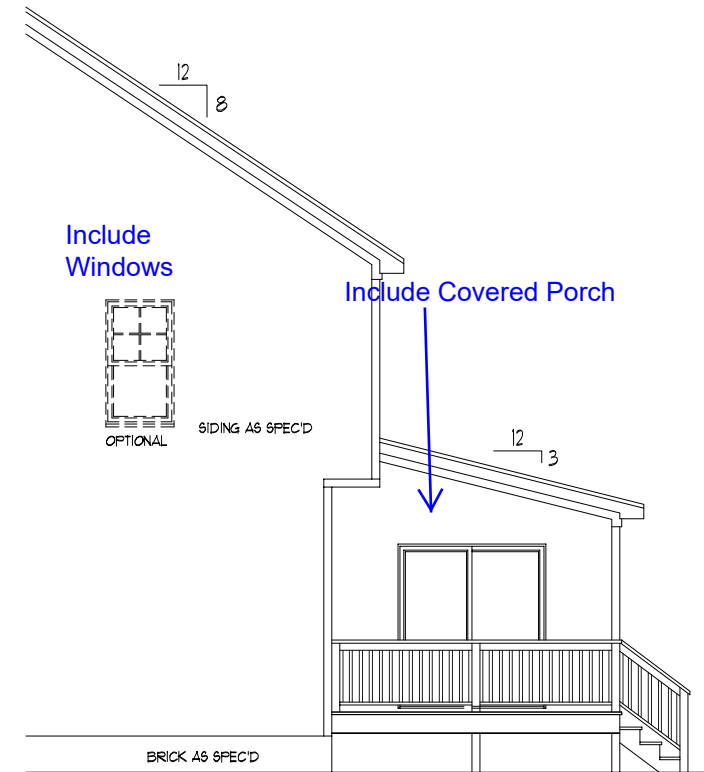 12
8
Include
Windows
Include Covered Porch
OPTIONAL
SIDING AS SPEC'D
12
3
BRICK AS SPEC'D